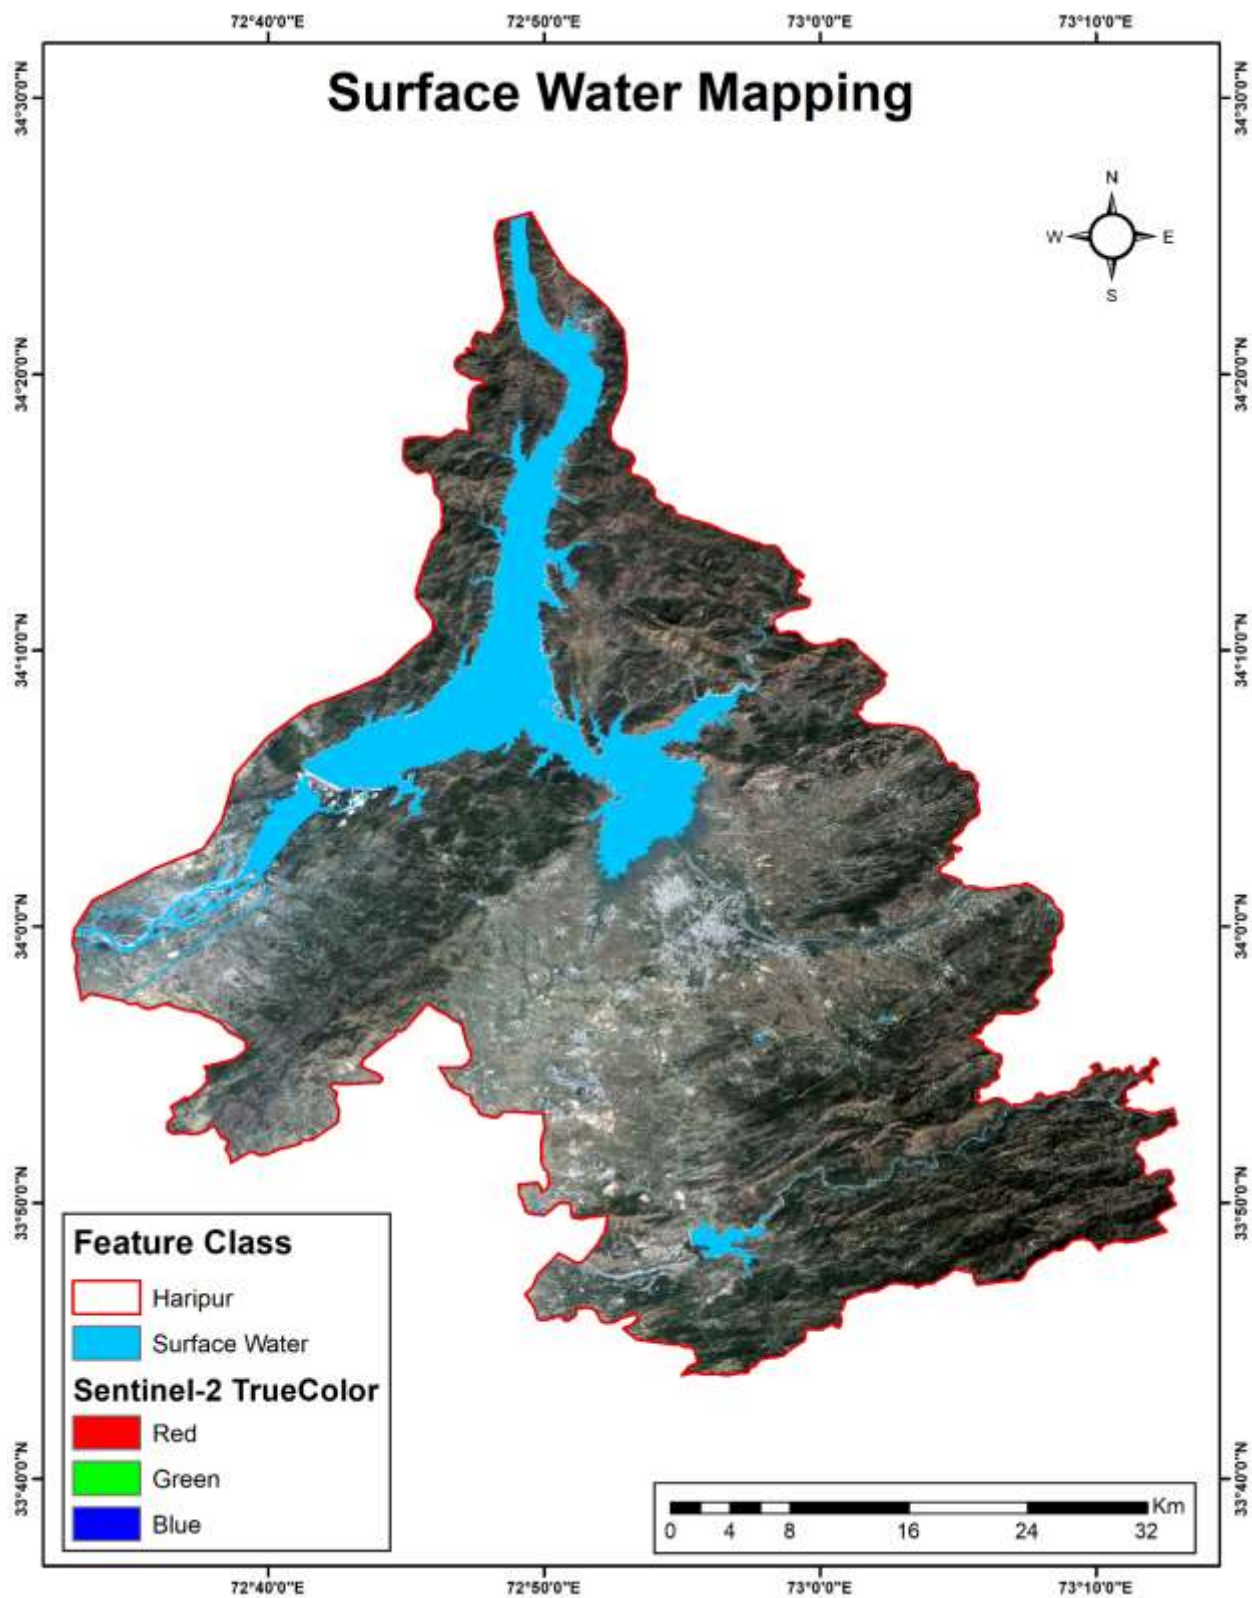 72°40'0"E 72°50'0"E 73°0'0"E 73°10'0"E
Surface Water Mapping
34°30'0"N 34°30'0"N
N
W E
S
34°20'0"N 34°20'0"N
34°10'0"N 34°10'0"N
34°0'0"N 34°0'0"N
33°50'0"N 33°50'0"N
Feature Class
Haripur
Surface Water
Sentinel-2 TrueColor
Red
Green
Blue
33°40'0"N 33°40'0"N
Km
0 4 8 16 24 32
72°40'0"E 72°50'0"E 73°0'0"E 73°10'0"E